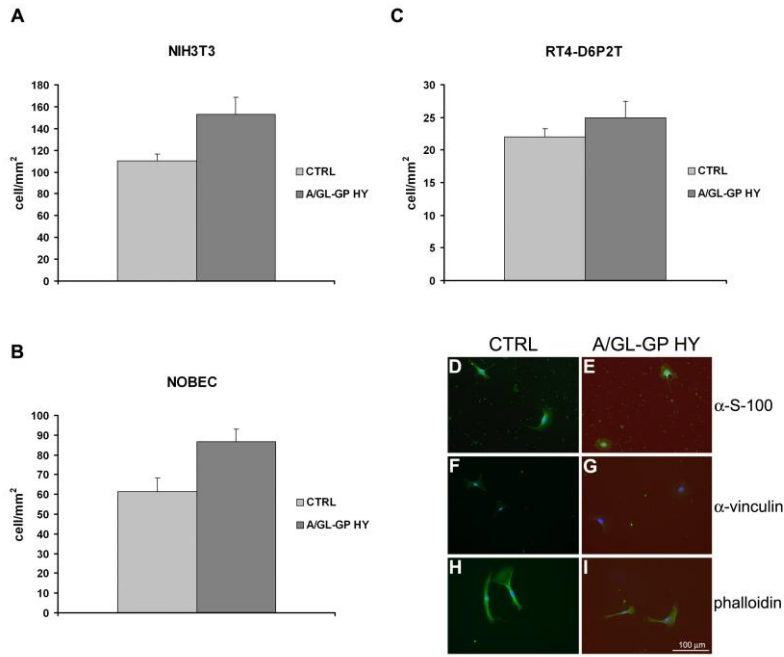 A
NIH3T3
180
160
140
120
100
80
60
40
20
0
cell/mm²
CTRL
A/GL-GP HY
C
RT4-D6P2T
30
25
20
15
10
5
0
cell/mm²
CTRL
A/GL-GP HY
B
NOBEC
100
90
80
70
60
50
40
30
20
10
0
cell/mm²
CTRL
A/GL-GP HY
CTRL A/GL-GP HY
D E α-S-100
F G α-vinculin
H I phalloidin
100 µm